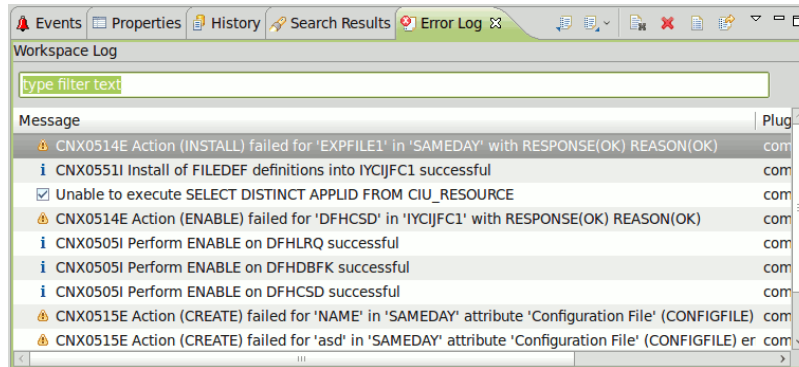 Events Properties History Search Results Error Log
Workspace Log
type filter text
Message Plug
CNX0514E Action (INSTALL) failed for 'EXPFILE1' in 'SAMEDAY' with RESPONSE(OK) REASON(OK) com
i CNX0551I Install of FILEDEF definitions into IYCIJFC1 successful com
Unable to execute SELECT DISTINCT APPLID FROM CIU_RESOURCE com
CNX0514E Action (ENABLE) failed for 'DFHCSD' in 'IYCIJFC1' with RESPONSE(OK) REASON(OK) com
i CNX0505I Perform ENABLE on DFHLRQ successful com
i CNX0505I Perform ENABLE on DFHDBFK successful com
i CNX0505I Perform ENABLE on DFHCSD successful com
CNX0515E Action (CREATE) failed for 'NAME' in 'SAMEDAY' attribute 'Configuration File' (CONFIGFILE) com
CNX0515E Action (CREATE) failed for 'asd' in 'SAMEDAY' attribute 'Configuration File' (CONFIGFILE) er com